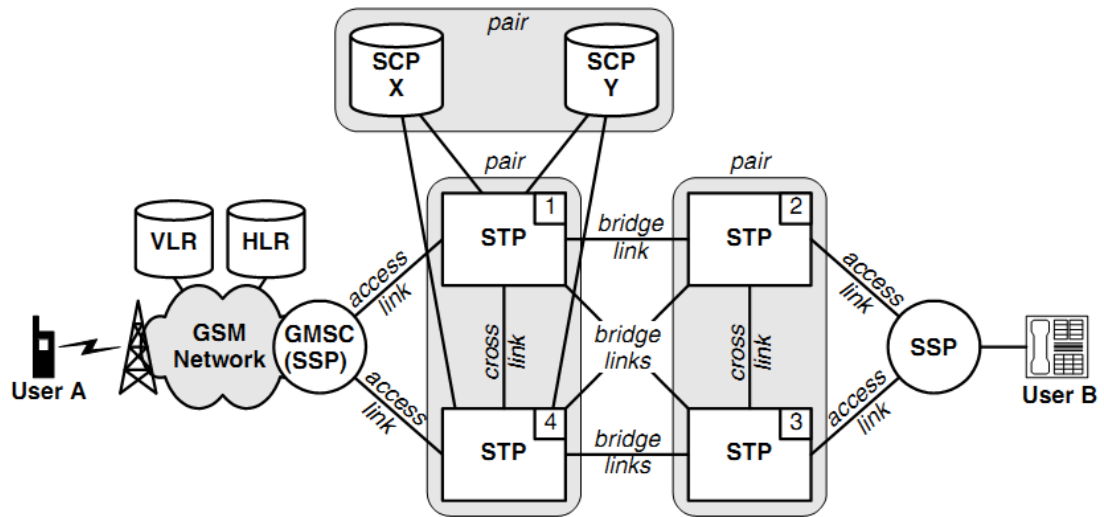 pair
SCP
X
SCP
Y
pair
pair
1
STP
2
STP
bridge
link
VLR
HLR
access
link
access
link
GSM
Network
GMSC
(SSP)
cross
link
bridge
links
cross
link
SSP
User A
User B
access
link
4
STP
3
STP
bridge
links
access
link